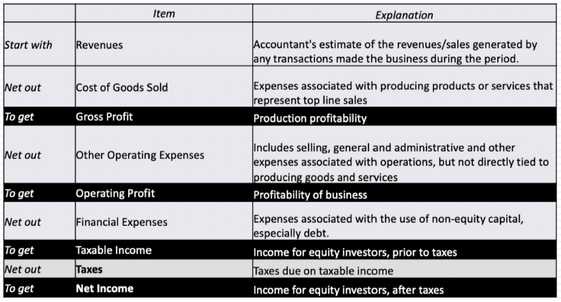 Item Explanation
Start with Revenues Accountant's estimate of the revenues/sales generated by
any transactions made the business during the period.
Net out Cost of Goods Sold Expenses associated with producing products or services that
represent top line sales
To get Gross Profit Production profitability
Net out Other Operating Expenses Includes selling, general and administrative and other
expenses associated with operations, but not directly tied to
producing goods and services
To get Operating Profit Profitability of business
Net out Financial Expenses Expenses associated with the use of non-equity capital,
especially debt.
To get Taxable Income Income for equity investors, prior to taxes
Net out Taxes Taxes due on taxable income
To get Net Income Income for equity investors, after taxes